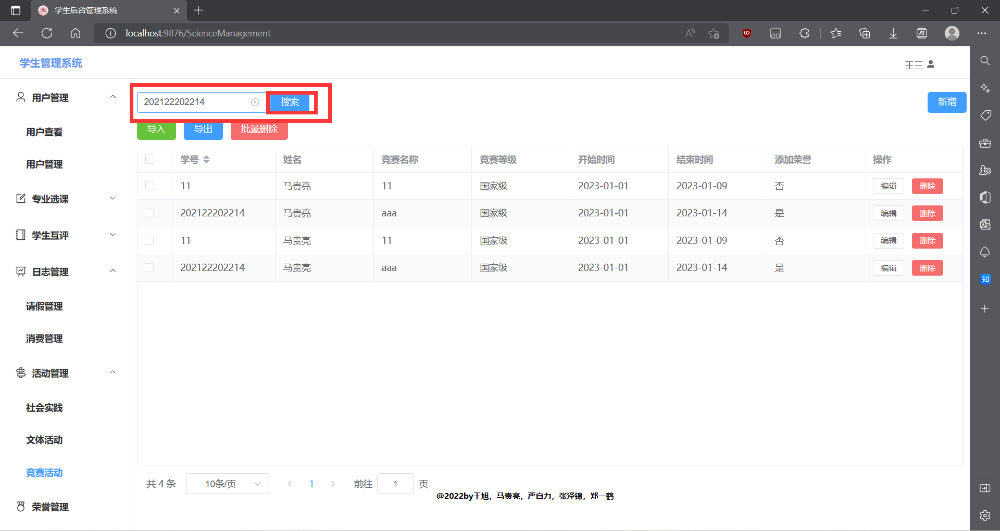 学生后台管理系统
localhost:9876/ScienceManagement
学生管理系统
王三
用户管理
用户查看
用户管理
专业选课
学生互评
日志管理
请假管理
消费管理
活动管理
社会实践
文体活动
竞赛活动
荣誉管理
202122202214 搜索 新增
导入 导出 批量删除
学号 姓名 竞赛名称 竞赛等级 开始时间 结束时间 添加荣誉 操作
11 马贵亮 11 国家级 2023-01-01 2023-01-09 否 编辑 删除
202122202214 马贵亮 aaa 国家级 2023-01-01 2023-01-14 是 编辑 删除
11 马贵亮 11 国家级 2023-01-01 2023-01-09 否 编辑 删除
202122202214 马贵亮 aaa 国家级 2023-01-01 2023-01-14 是 编辑 删除
共 4 条 10条/页 1 前往 1 页
@2022by王旭，马贵亮，严自力，张泽锦，郑一鹤
知